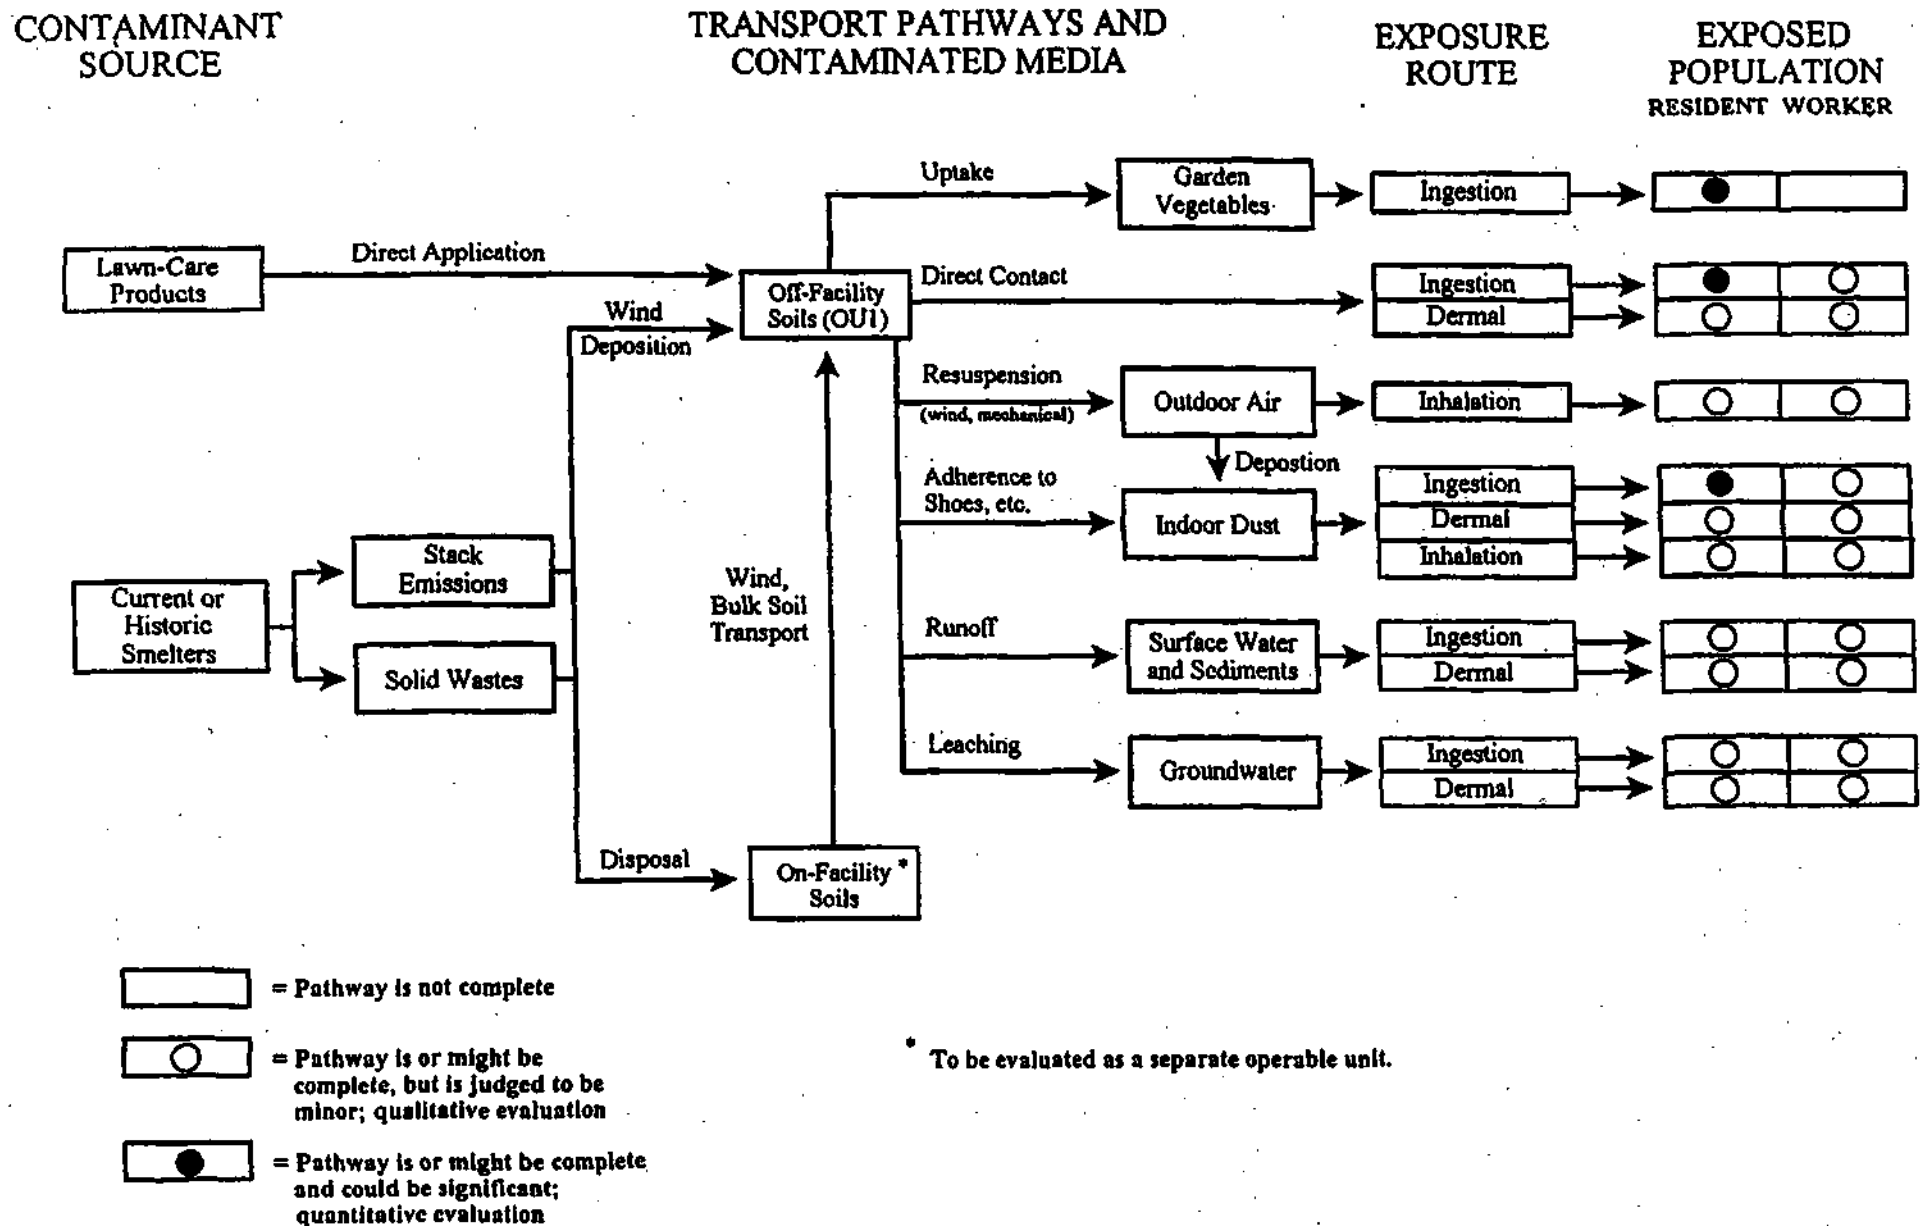 CONTAMINANT
SOURCE
TRANSPORT PATHWAYS AND
CONTAMINATED MEDIA
EXPOSURE
ROUTE
EXPOSED
POPULATION
RESIDENT WORKER
Uptake
Garden
Vegetables
Ingestion
Lawn-Care
Products
Direct Application
Off-Facility
Soils (OU1)
Direct Contact
Ingestion
Dermal
Wind
Deposition
Resuspension
(wind, mechanical)
Outdoor Air
Inhalation
Depostion
Adherence to
Shoes, etc.
Indoor Dust
Ingestion
Dermal
Inhalation
Stack
Emissions
Current or
Historic
Smelters
Solid Wastes
Wind,
Bulk Soil
Transport
Runoff
Surface Water
and Sediments
Ingestion
Dermal
Leaching
Groundwater
Ingestion
Dermal
Disposal
On-Facility *
Soils
= Pathway is not complete
= Pathway is or might be
complete, but is judged to be
minor; qualitative evaluation
= Pathway is or might be complete
and could be significant;
quantitative evaluation
* To be evaluated as a separate operable unit.